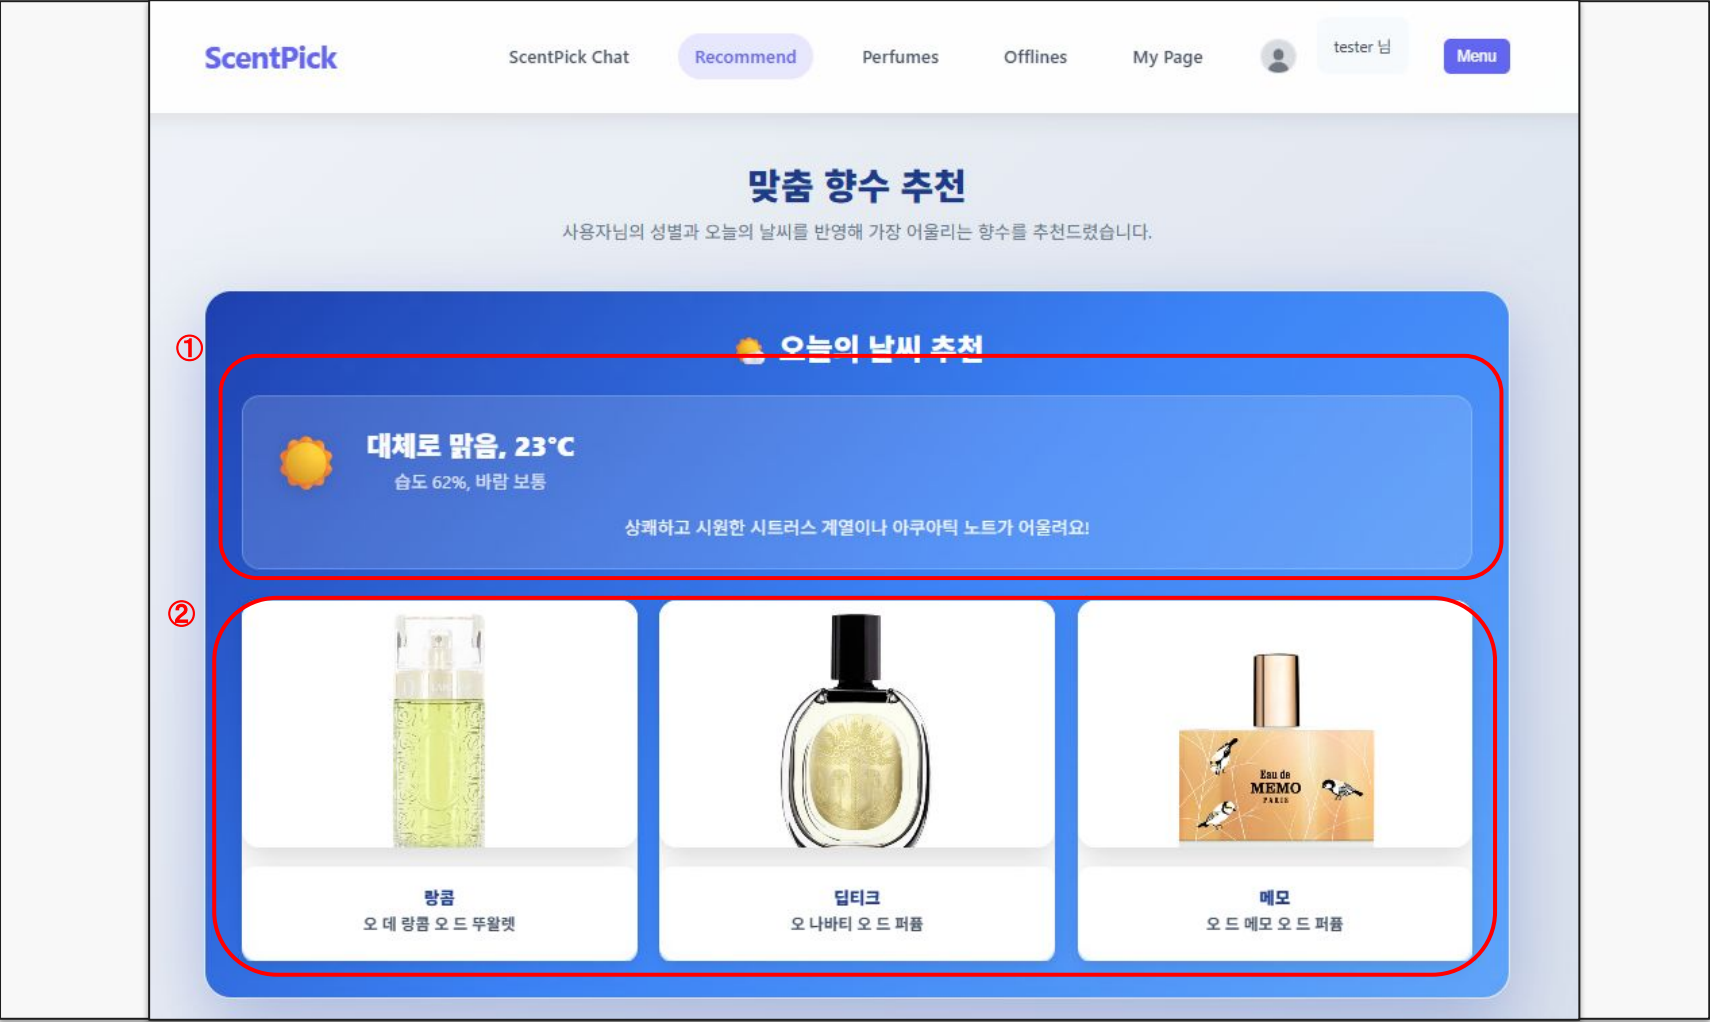 ScentPick
ScentPick Chat
Recommend
Perfumes
Offlines
My Page
tester 님
Menu
맞춤 향수 추천
사용자님의 성별과 오늘의 날씨를 반영해 가장 어울리는 향수를 추천드렸습니다.
①
오늘의 날씨 추천
대체로 맑음, 23°C
습도 62%, 바람 보통
상쾌하고 시원한 시트러스 계열이나 아쿠아틱 노트가 어울려요!
②
Eau de
MEMO
PARIS
랑콤
오 데 랑콤 오 드 뚜왈렛
딥티크
오 나바티 오 드 퍼퓸
메모
오 드 메모 오 드 퍼퓸